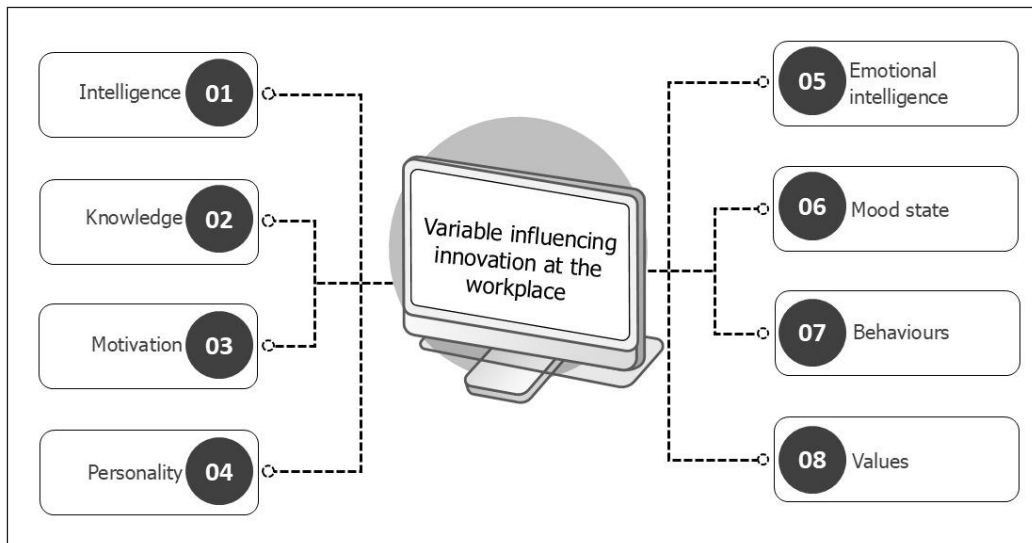 Intelligence 01
Knowledge 02
Motivation 03
Personality 04
Variable influencing
innovation at the
workplace
05 Emotional
intelligence
06 Mood state
07 Behaviours
08 Values